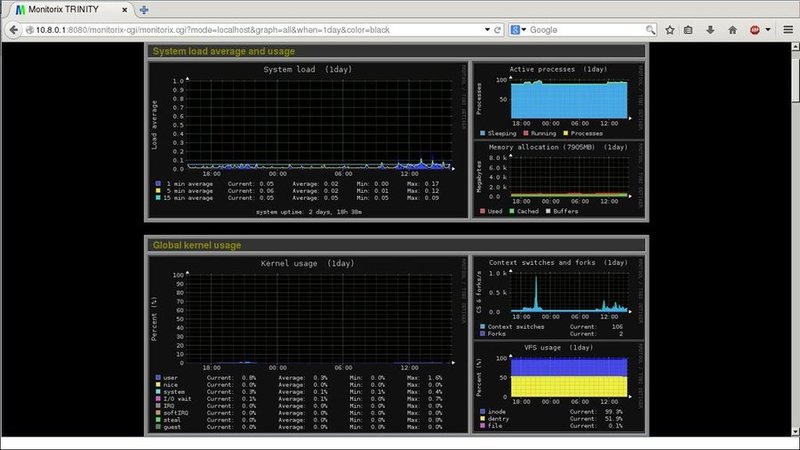 Monitorix TRINITY
10.8.0.1:8080/monitorix-cgi/monitorix.cgi?mode=localhost&graph=all&when=1day&color=black
Google
System load average and usage
System load  (1day)
Load average
1.0
0.9
0.8
0.7
0.6
0.5
0.4
0.3
0.2
0.1
0.0
18:00 00:00 06:00 12:00
1 min average Current: 0.05 Average: 0.02 Min: 0.00 Max: 0.17
5 min average Current: 0.06 Average: 0.02 Min: 0.01 Max: 0.12
15 min average Current: 0.05 Average: 0.05 Min: 0.05 Max: 0.09
system uptime: 2 days, 18h 38m
Active processes  (1day)
Processes
100
50
18:00 00:00 06:00 12:00
Sleeping Running Processes
Memory allocation (7905MB)  (1day)
Megabytes
8.0 k
6.0 k
4.0 k
2.0 k
0.0
18:00 00:00 06:00 12:00
Used Cached Buffers
Global kernel usage
Kernel usage  (1day)
Percent (%)
100
90
80
70
60
50
40
30
20
10
0
18:00 00:00 06:00 12:00
user Current: 0.8% Average: 0.3% Min: 0.0% Max: 1.6%
nice Current: 0.0% Average: 0.0% Min: 0.0% Max: 0.0%
system Current: 0.3% Average: 0.1% Min: 0.1% Max: 0.4%
I/O wait Current: 0.1% Average: 0.1% Min: 0.0% Max: 0.7%
IRQ Current: 0.0% Average: 0.0% Min: 0.0% Max: 0.0%
softIRQ Current: 0.0% Average: 0.0% Min: 0.0% Max: 0.0%
steal Current: 0.0% Average: 0.0% Min: 0.0% Max: 0.0%
guest Current: 0.0% Average: 0.0% Min: 0.0% Max: 0.0%
Context switches and forks  (1day)
CS & forks/s
1.0 k
0.5 k
0.0
18:00 00:00 06:00 12:00
Context switches Current: 106
Forks Current: 2
VFS usage  (1day)
Percent (%)
100
50
0
18:00 00:00 06:00 12:00
inode Current: 99.3%
dentry Current: 51.9%
file Current: 0.1%